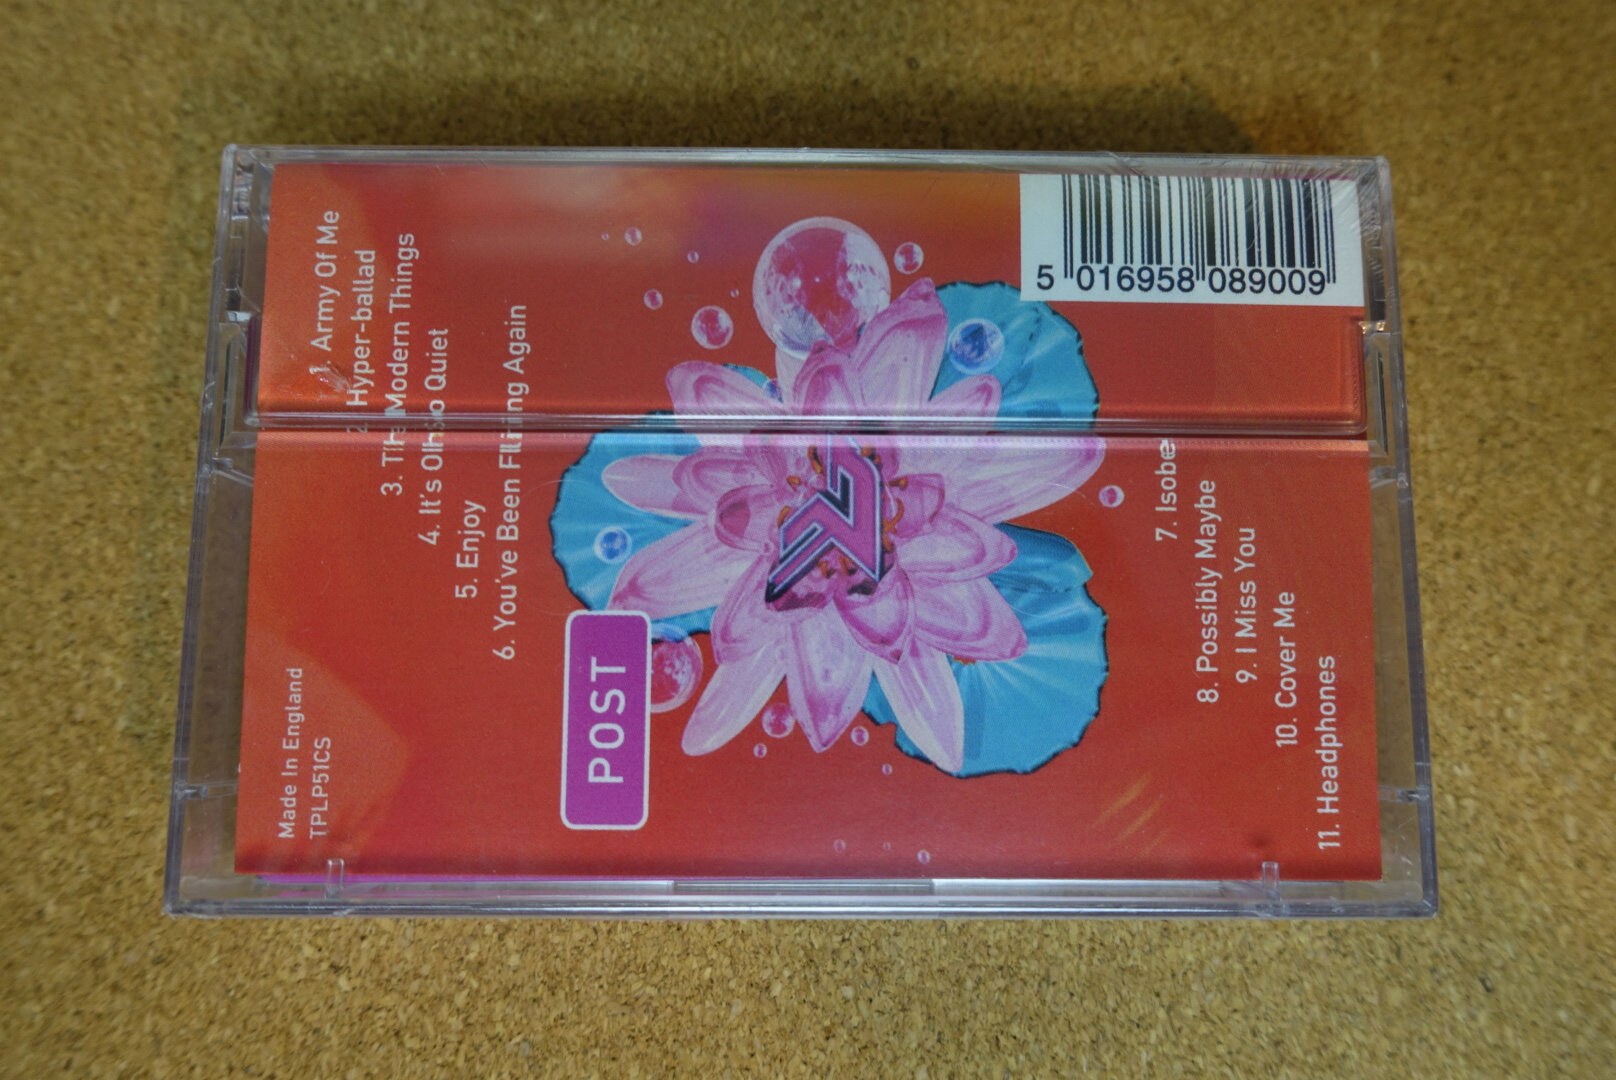 1. Army Of Me
2. Hyper-ballad
3. The Modern Things
4. It's Oh So Quiet
5. Enjoy
6. You've Been Flirting Again
POST
7. Isobel
8. Possibly Maybe
9. I Miss You
10. Cover Me
11. Headphones
Made In England
TPLP51CS
5 016958 089009